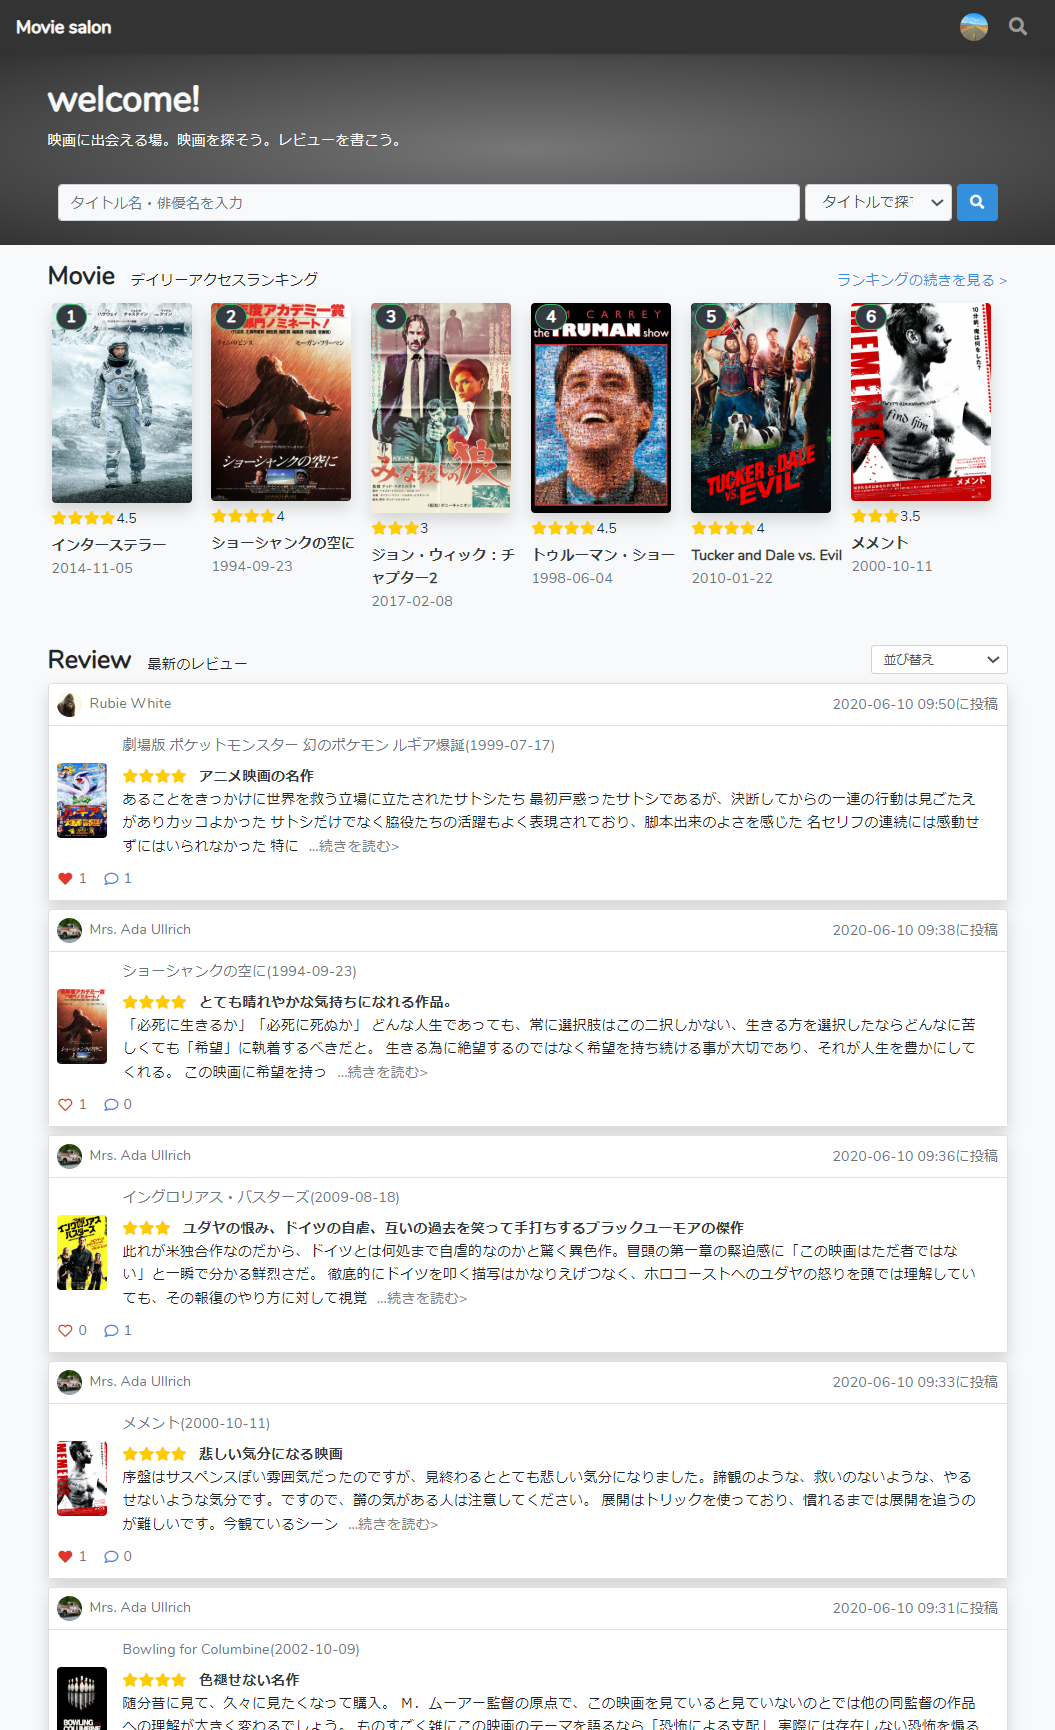 Movie salon
welcome!
映画に出会える場。映画を探そう。レビューを書こう。
タイトル名・俳優名を入力
タイトルで探
Movie デイリーアクセスランキング
ランキングの続きを見る >
1
2
3
4
5
6
モーガン・フリーマン
ショーシャンクの空に
みんな殺しの狼
M CARREY
the TRUMAN show
TUCKER & DALE
VS. EVIL
find him
メメント
4.5
インターステラー
2014-11-05
4
ショーシャンクの空に
1994-09-23
3
ジョン・ウィック：チ
ャプター2
2017-02-08
4.5
トゥルーマン・ショー
1998-06-04
4
Tucker and Dale vs. Evil
2010-01-22
3.5
メメント
2000-10-11
Review 最新のレビュー
並び替え
Rubie White
2020-06-10 09:50に投稿
劇場版 ポケットモンスター 幻のポケモン ルギア爆誕(1999-07-17)
アニメ映画の名作
あることをきっかけに世界を救う立場に立たされたサトシたち 最初戸惑ったサトシであるが、決断してからの一連の行動は見ごたえ
がありカッコよかった サトシだけでなく脇役たちの活躍もよく表現されており、脚本出来のよさを感じた 名セリフの連続には感動せ
ずにはいられなかった 特に ...続きを読む>
1 1
Mrs. Ada Ullrich
2020-06-10 09:38に投稿
ショーシャンクの空に(1994-09-23)
とても晴れやかな気持ちになれる作品。
「必死に生きるか」「必死に死ぬか」 どんな人生であっても、常に選択肢はこの二択しかない、生きる方を選択したならどんなに苦
しくても「希望」に執着するべきだと。 生きる為に絶望するのではなく希望を持ち続ける事が大切であり、それが人生を豊かにして
くれる。 この映画に希望を持っ ...続きを読む>
1 0
Mrs. Ada Ullrich
2020-06-10 09:36に投稿
イングロリアス・バスターズ(2009-08-18)
ユダヤの恨み、ドイツの自虐、互いの過去を笑って手打ちするブラックユーモアの傑作
此れが米独合作なのだから、ドイツとは何処まで自虐的なのかと驚く異色作。冒頭の第一章の緊迫感に「この映画はただ者ではな
い」と一瞬で分かる鮮烈さだ。 徹底的にドイツを叩く描写はかなりえげつなく、ホロコーストへのユダヤの怒りを頭では理解してい
ても、その報復のやり方に対して視覚 ...続きを読む>
0 1
Mrs. Ada Ullrich
2020-06-10 09:33に投稿
メメント(2000-10-11)
悲しい気分になる映画
序盤はサスペンスぽい雰囲気だったのですが、見終わるととても悲しい気分になりました。諦観のような、救いのないような、やる
せないような気分です。ですので、欝の気がある人は注意してください。 展開はトリックを使っており、慣れるまでは展開を追うの
が難しいです。今観ているシーン ...続きを読む>
1 0
Mrs. Ada Ullrich
2020-06-10 09:31に投稿
Bowling for Columbine(2002-10-09)
色褪せない名作
BOWLING
随分昔に見て、久々に見たくなって購入。 Ｍ．ムーアー監督の原点で、この映画を見ていると見ていないのとでは他の同監督の作品
への理解が大きく変わるでしょう。 ものすごく雑にこの映画のテーマを語るなら「恐怖による支配」 実際には存在しない恐怖を煽る